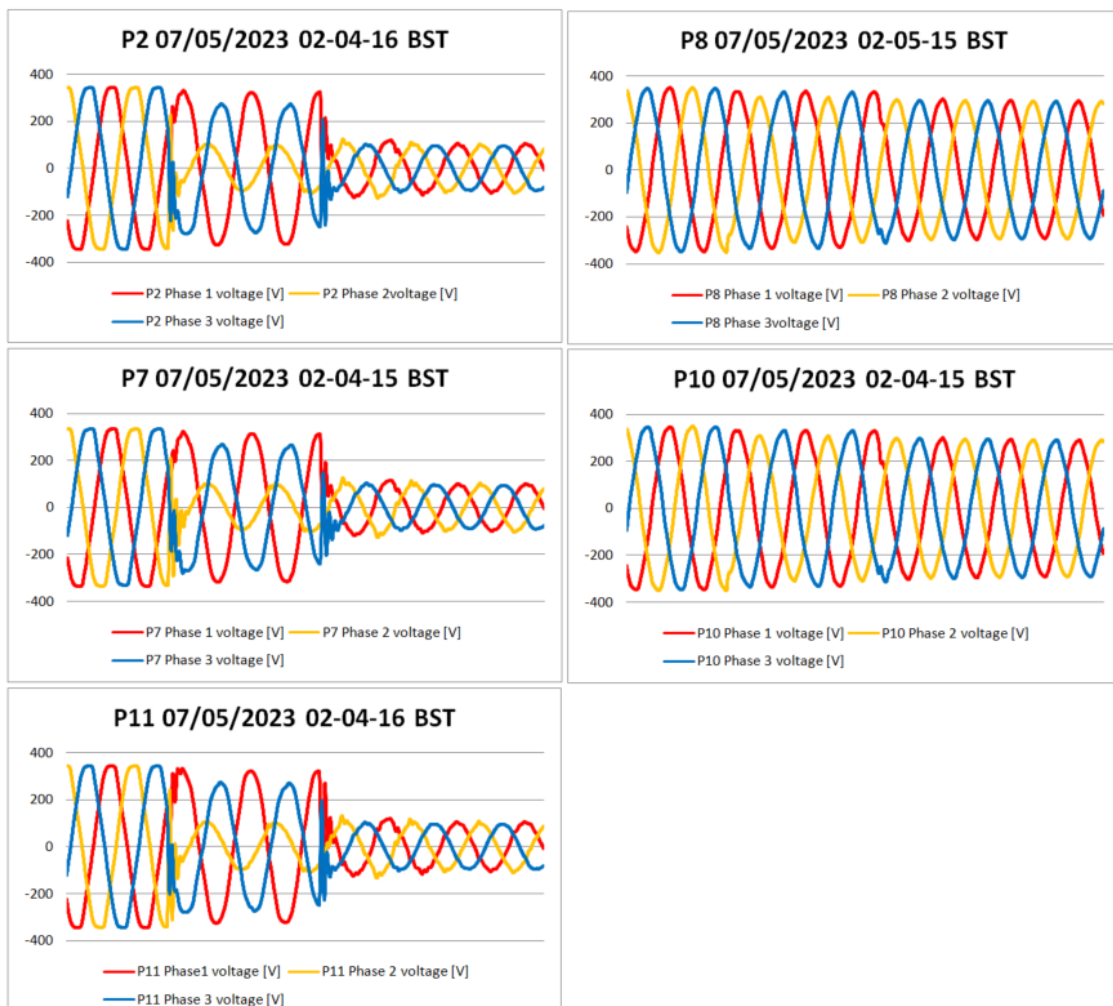 P2 07/05/2023 02-04-16 BST
400
200
0
-200
-400
P2 Phase 1 voltage [V] P2 Phase 2voltage [V]
P2 Phase 3 voltage [V]
P8 07/05/2023 02-05-15 BST
400
200
0
-200
-400
P8 Phase 1 voltage [V] P8 Phase 2 voltage [V]
P8 Phase 3voltage [V]
P7 07/05/2023 02-04-15 BST
400
200
0
-200
-400
P7 Phase 1 voltage [V] P7 Phase 2 voltage [V]
P7 Phase 3 voltage [V]
P10 07/05/2023 02-04-15 BST
400
200
0
-200
-400
P10 Phase 1 voltage [V] P10 Phase 2 voltage [V]
P10 Phase 3 voltage [V]
P11 07/05/2023 02-04-16 BST
400
200
0
-200
-400
P11 Phase1 voltage [V] P11 Phase 2 voltage [V]
P11 Phase 3 voltage [V]